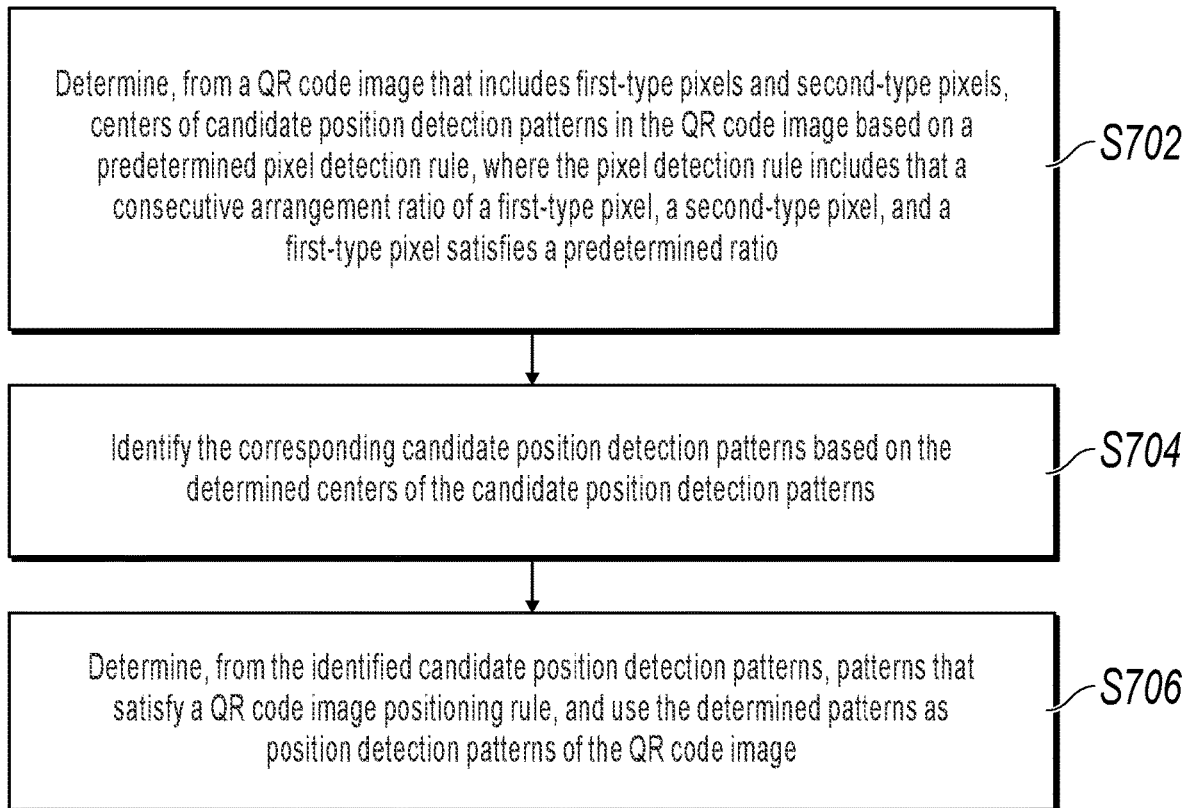 Determine, from a QR code image that includes first-type pixels and second-type pixels,
centers of candidate position detection patterns in the QR code image based on a
predetermined pixel detection rule, where the pixel detection rule includes that a
consecutive arrangement ratio of a first-type pixel, a second-type pixel, and a
first-type pixel satisfies a predetermined ratio
S702
Identify the corresponding candidate position detection patterns based on the
determined centers of the candidate position detection patterns
S704
Determine, from the identified candidate position detection patterns, patterns that
satisfy a QR code image positioning rule, and use the determined patterns as
position detection patterns of the QR code image
S706